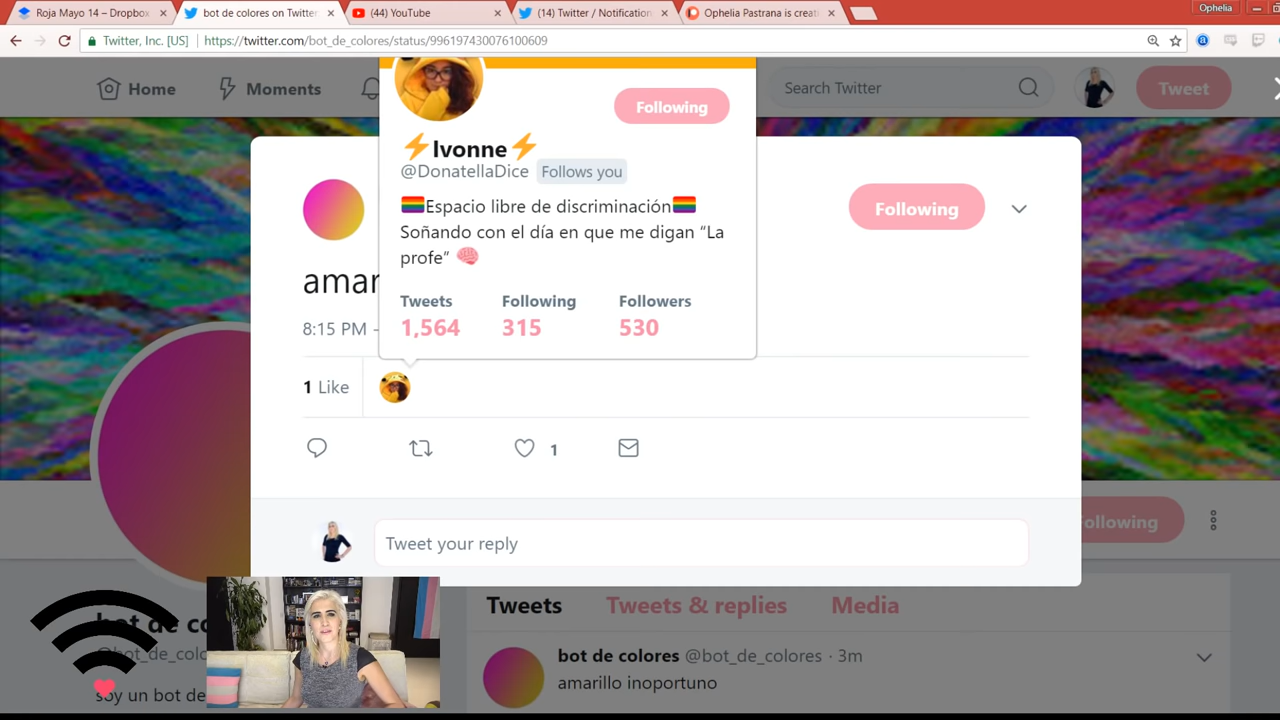 Ophelia
Roja Mayo 14 – Dropbox
bot de colores on Twitter
(44) YouTube
(14) Twitter / Notification
Ophelia Pastrana is creati
Twitter, Inc. [US]
https://twitter.com/bot_de_colores/status/996197430076100609
Home
Moments
Search Twitter
Tweet
Following
⚡Ivonne⚡
@DonatellaDice Follows you
🏳️‍🌈Espacio libre de discriminación🏳️‍🌈
Soñando con el día en que me digan “La
profe” 🧠
Tweets Following Followers
1,564 315 530
Following
amar
8:15 PM -
1 Like
1
Tweet your reply
ollowing
bot de co
@bot_de_colo
soy un bot de
Tweets Tweets & replies Media
bot de colores @bot_de_colores · 3m
amarillo inoportuno